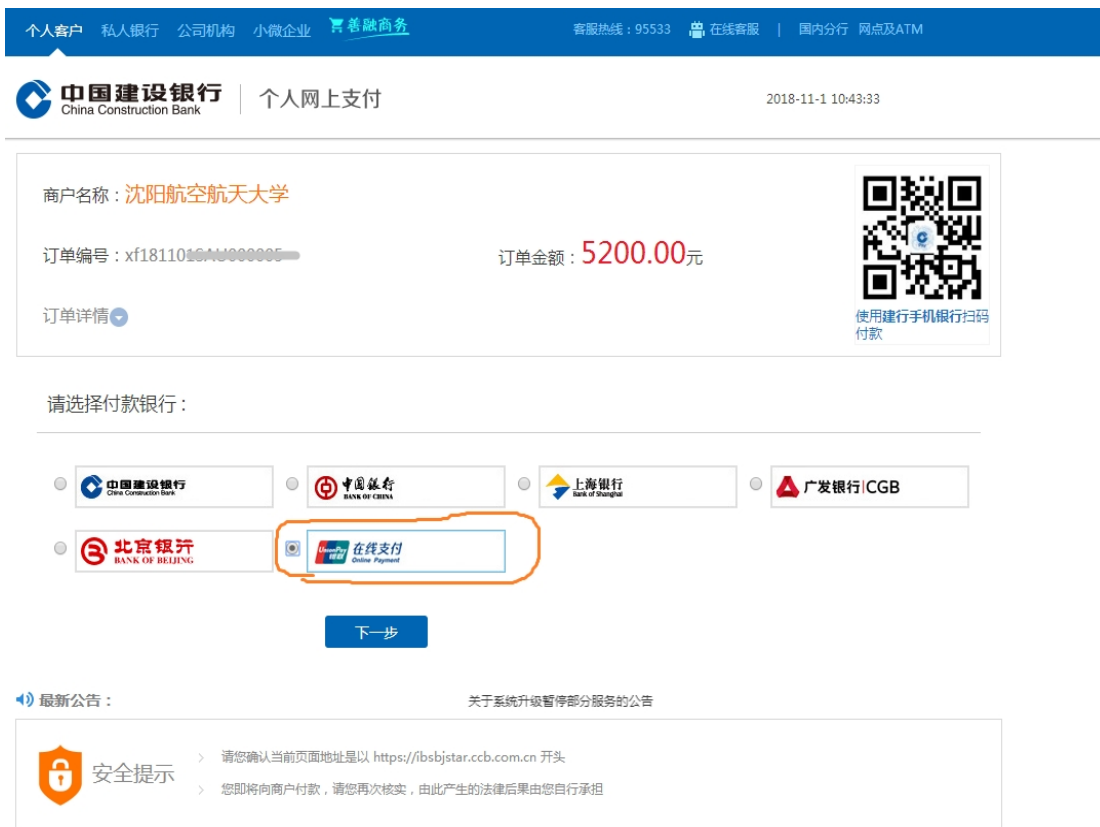 个人客户 私人银行 公司机构 小微企业 善融商务 客服热线：95533 在线客服 | 国内分行 网点及ATM
中国建设银行 个人网上支付
China Construction Bank
2018-11-1 10:43:33
商户名称：沈阳航空航天大学
订单编号：xf181101SAU000005
订单金额：5200.00元
订单详情
使用建行手机银行扫码
付款
请选择付款银行：
中国建设银行
China Construction Bank
中国银行
BANK OF CHINA
上海银行
Bank of Shanghai
广发银行|CGB
北京银行
BANK OF BEIJING
UnionPay
银联
在线支付
Online Payment
下一步
最新公告： 关于系统升级暂停部分服务的公告
安全提示
请您确认当前页面地址是以 https://ibsbjstar.ccb.com.cn 开头
您即将向商户付款，请您再次核实，由此产生的法律后果由您自行承担